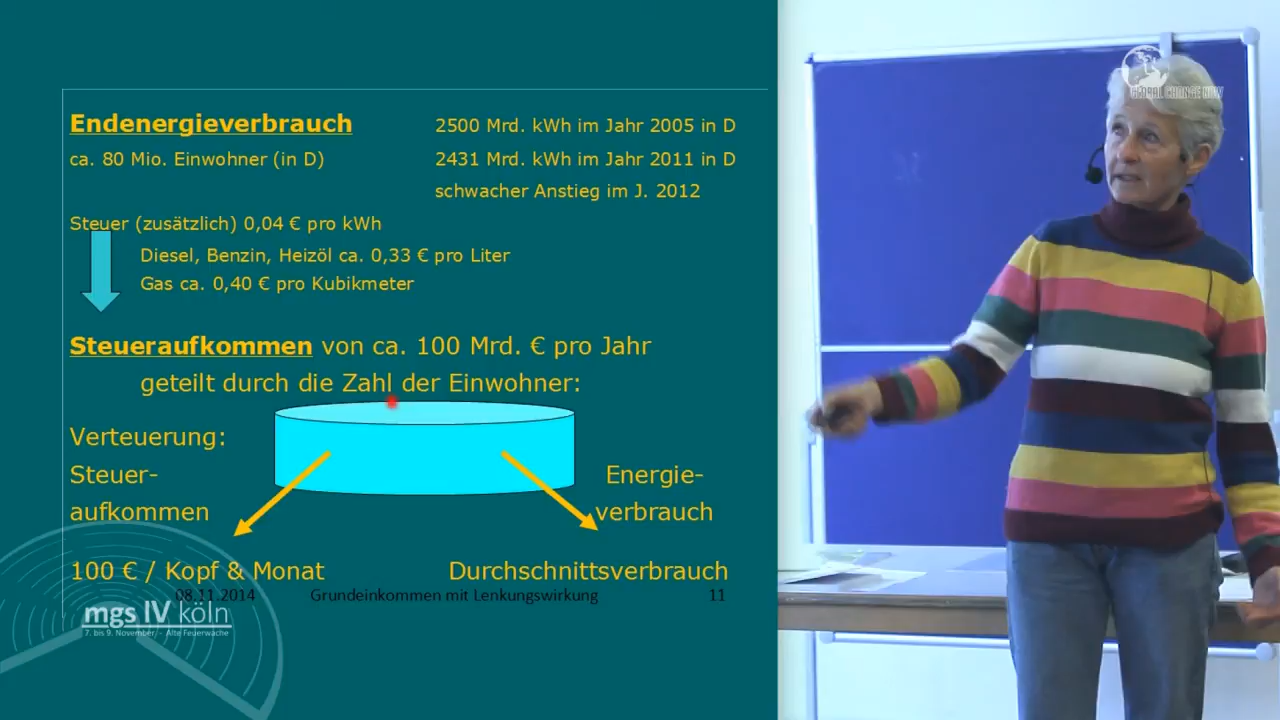 Endenergieverbrauch 2500 Mrd. kWh im Jahr 2005 in D
ca. 80 Mio. Einwohner (in D) 2431 Mrd. kWh im Jahr 2011 in D
schwacher Anstieg im J. 2012
Steuer (zusätzlich) 0,04 € pro kWh
Diesel, Benzin, Heizöl ca. 0,33 € pro Liter
Gas ca. 0,40 € pro Kubikmeter
Steueraufkommen von ca. 100 Mrd. € pro Jahr
geteilt durch die Zahl der Einwohner:
Verteuerung:
Steuer-
aufkommen
Energie-
verbrauch
100 € / Kopf & Monat Durchschnittsverbrauch
08.11.2014 Grundeinkommen mit Lenkungswirkung 11
mgs IV köln
7. bis 9. November - Alte Feuerwache
GLOBAL CHANGE NOW